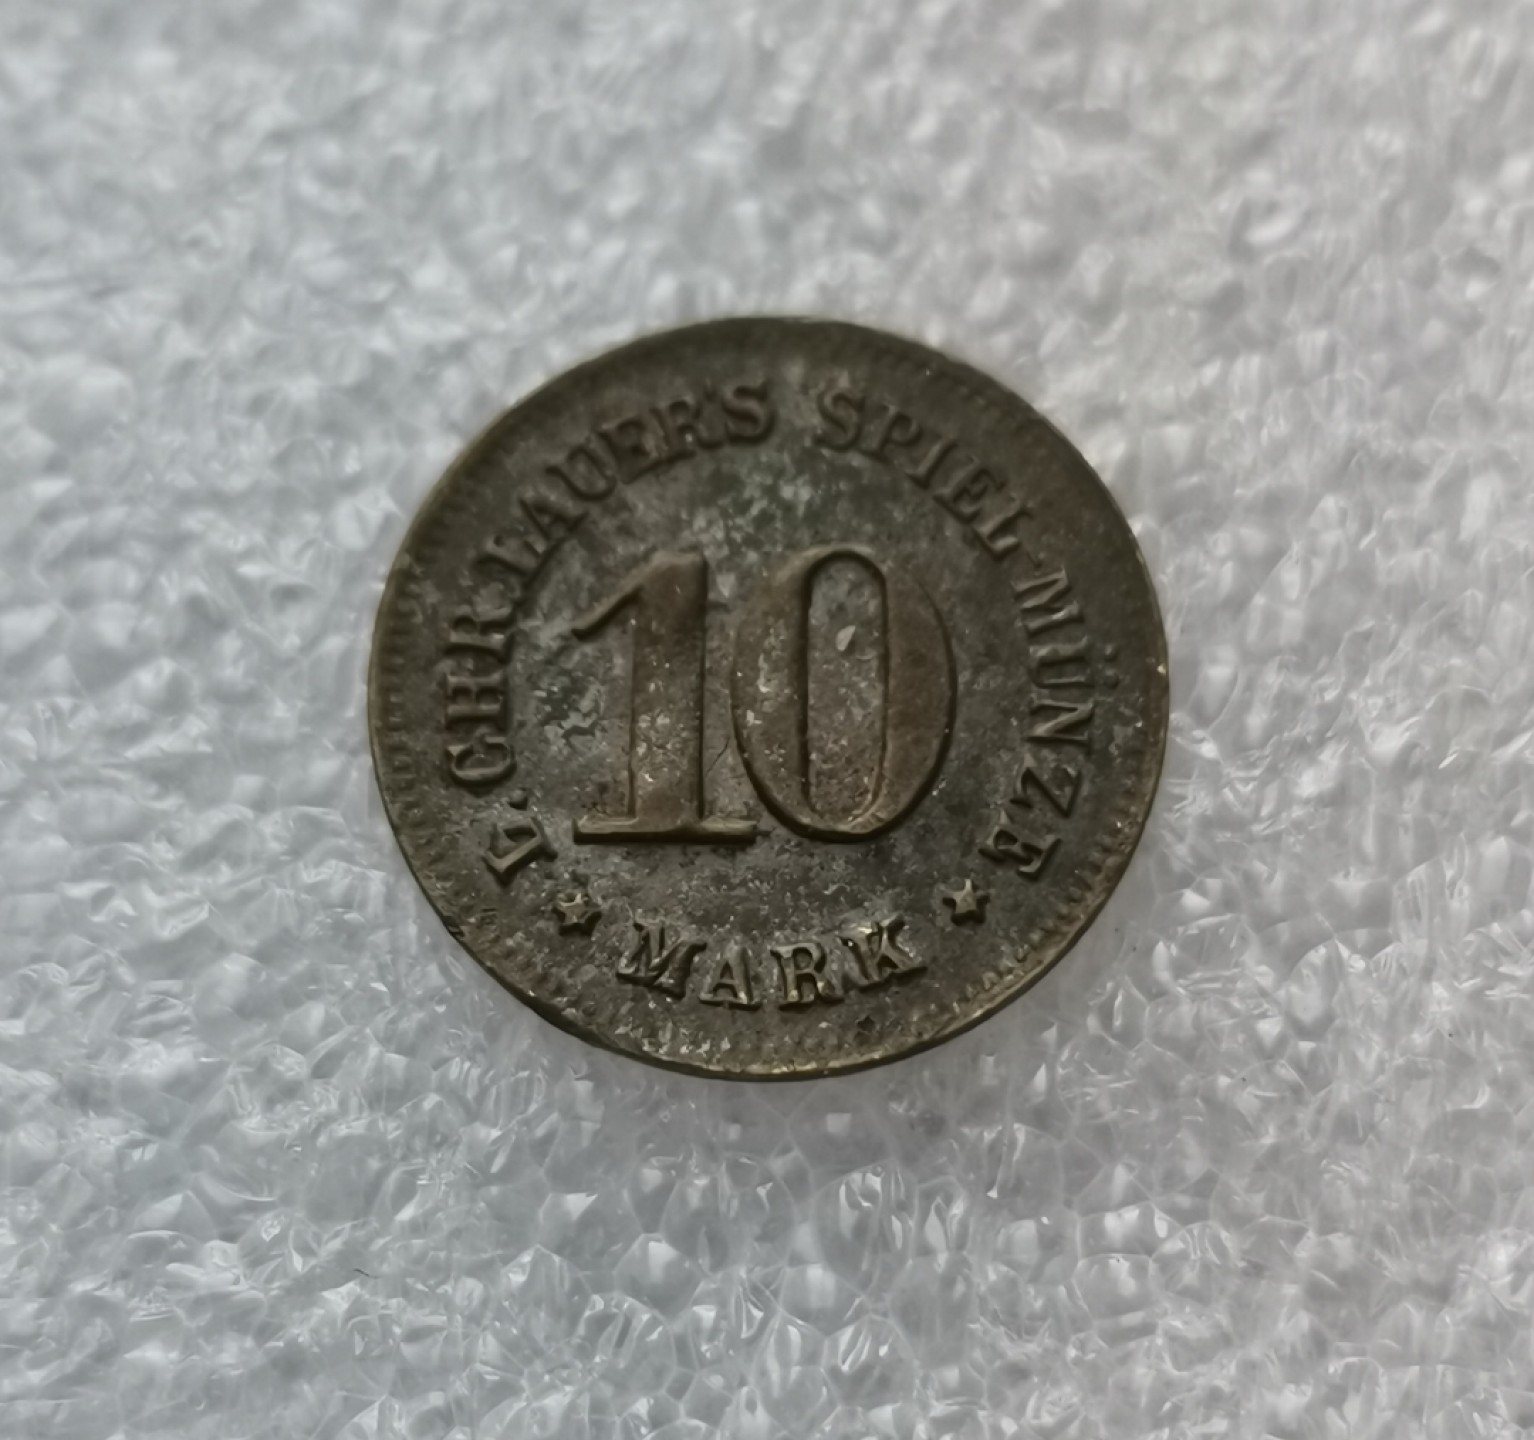 L. CHR. LAUER'S SPIEL-MÜNZE
10
★ MARK ★